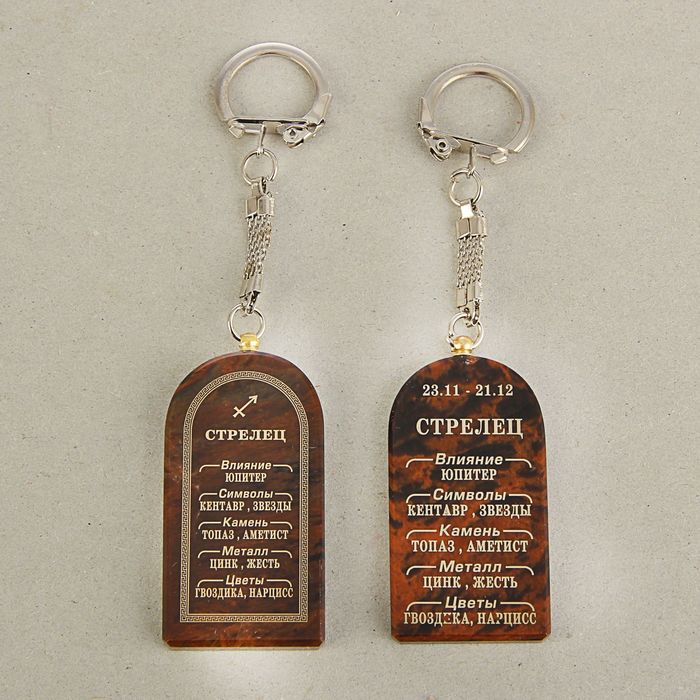 СТРЕЛЕЦ
Влияние
ЮПИТЕР
Символы
КЕНТАВР , ЗВЕЗДЫ
Камень
ТОПАЗ , АМЕТИСТ
Металл
ЦИНК , ЖЕСТЬ
Цветы
ГВОЗДИКА, НАРЦИСС
23.11 - 21.12
СТРЕЛЕЦ
Влияние
ЮПИТЕР
Символы
КЕНТАВР , ЗВЕЗДЫ
Камень
ТОПАЗ , АМЕТИСТ
Металл
ЦИНК , ЖЕСТЬ
Цветы
ГВОЗДИКА, НАРЦИСС